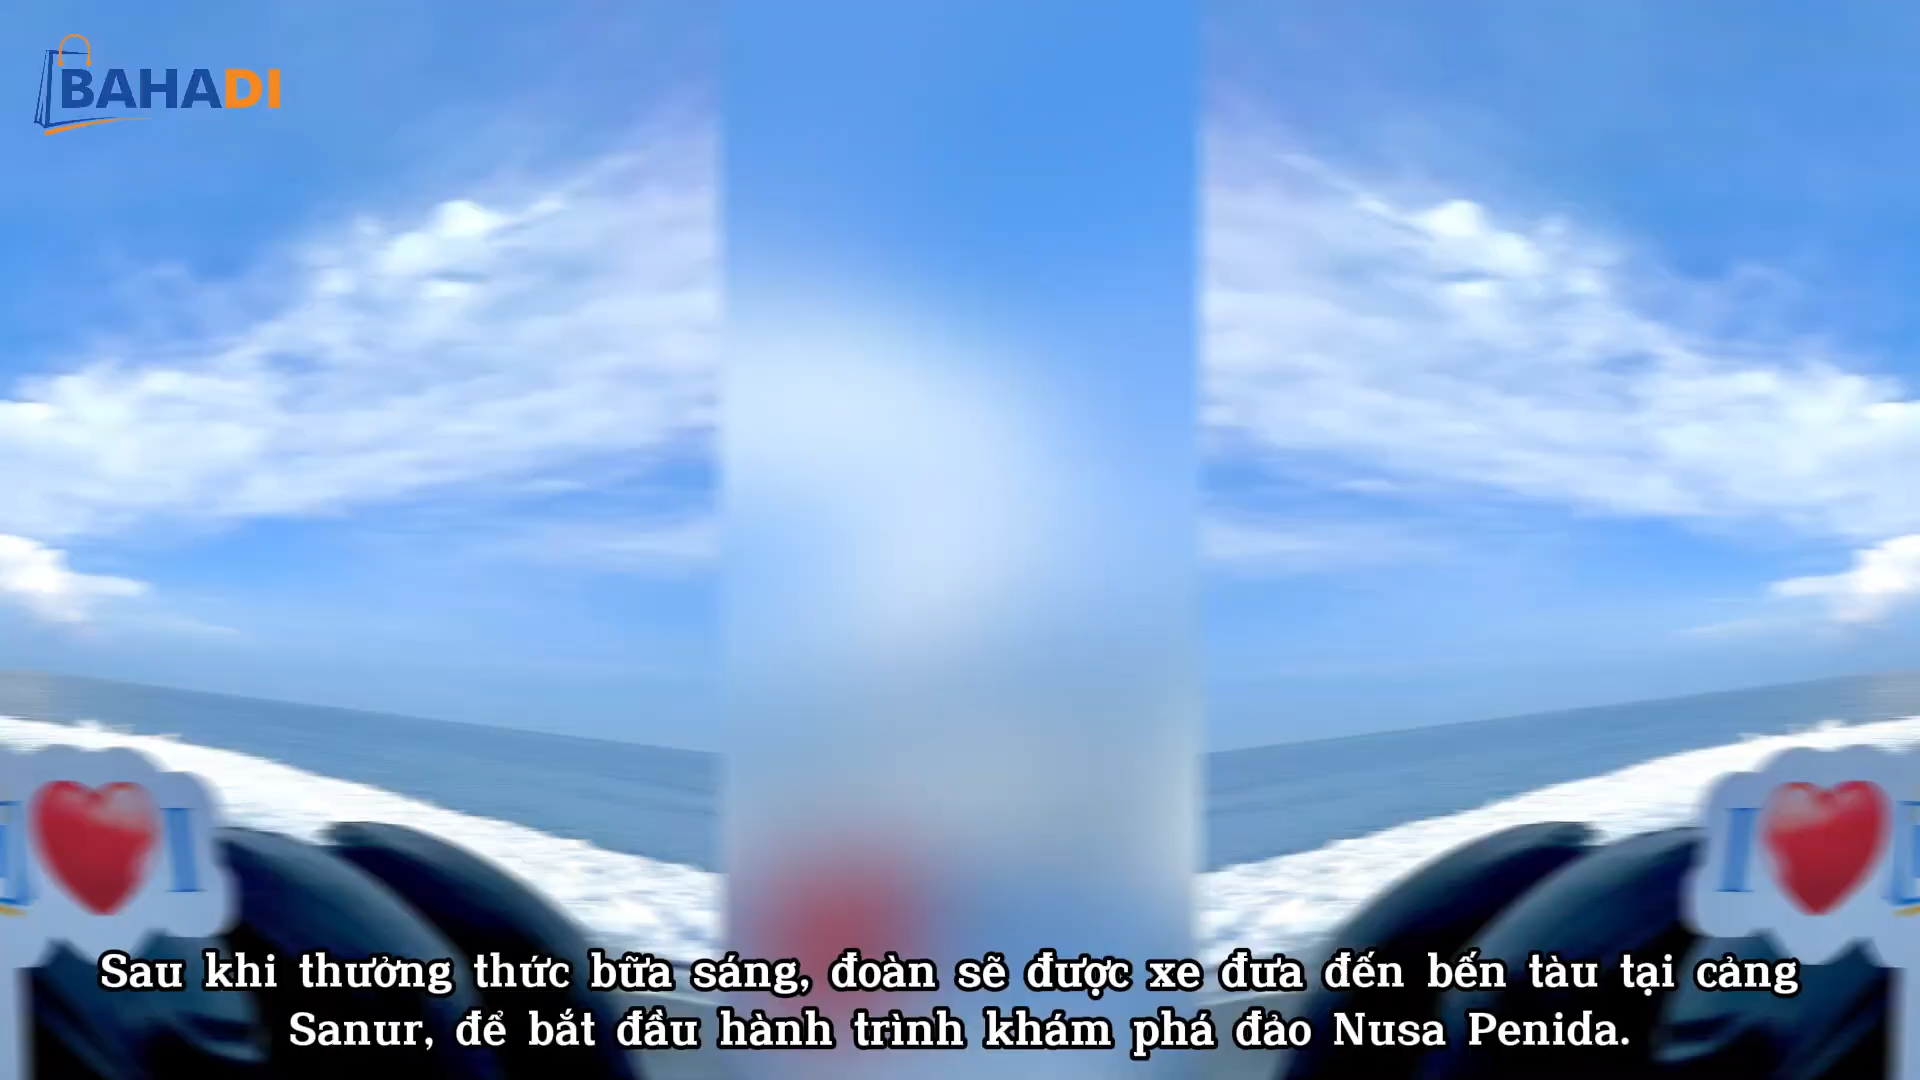 BAHADI
Sau khi thưởng thức bữa sáng, đoàn sẽ được xe đưa đến bến tàu tại cảng
Sanur, để bắt đầu hành trình khám phá đảo Nusa Penida.